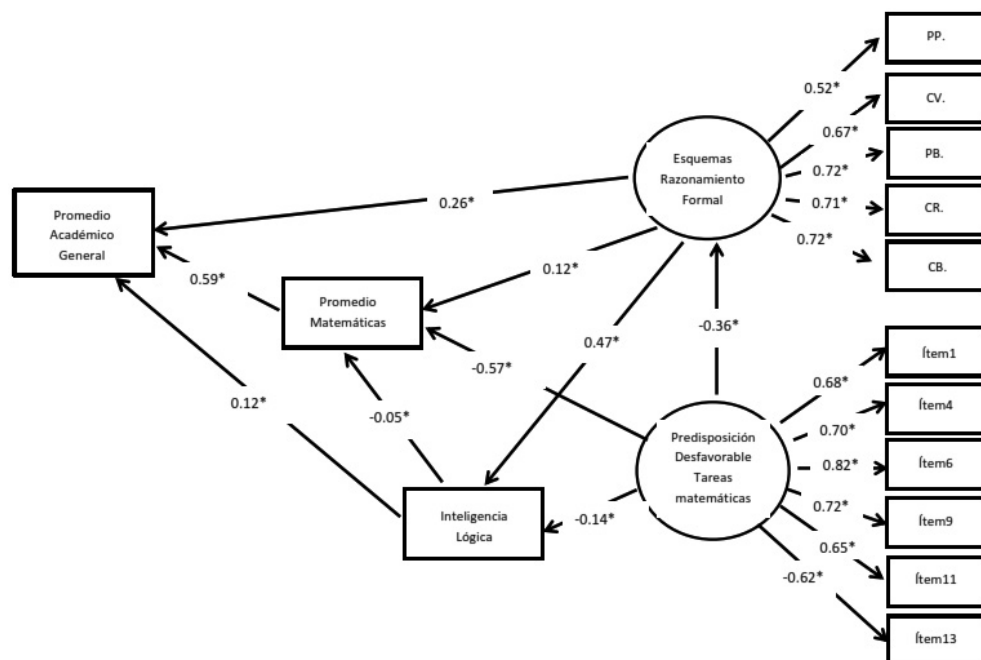 PP.
0.52*
CV.
0.67*
PB.
0.72*
CR.
0.71*
CB.
0.72*
Esquemas
Razonamiento
Formal
0.26*
Promedio
Académico
General
0.59*
0.12*
Promedio
Matemáticas
0.47*
-0.36*
-0.57*
0.12*
-0.05*
Inteligencia
Lógica
-0.14*
Predisposición
Desfavorable
Tareas
matemáticas
Ítem1
0.68*
Ítem4
0.70*
Ítem6
0.82*
Ítem9
0.72*
Ítem11
0.65*
-0.62*
Ítem13